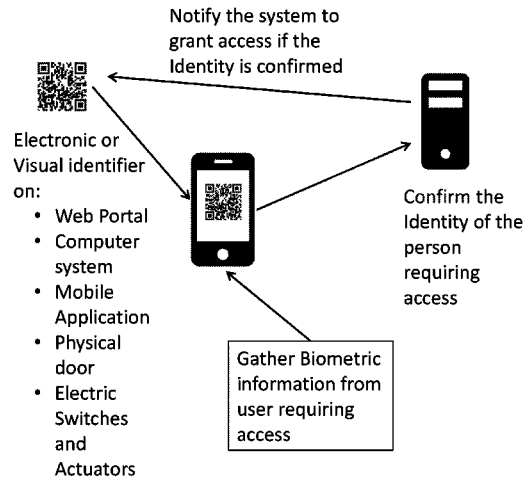 Notify the system to
grant access if the
Identity is confirmed
Electronic or
Visual identifier
on:
• Web Portal
• Computer
system
• Mobile
Application
• Physical
door
• Electric
Switches
and
Actuators
Confirm the
Identity of the
person
requiring
access
Gather Biometric
information from
user requiring
access